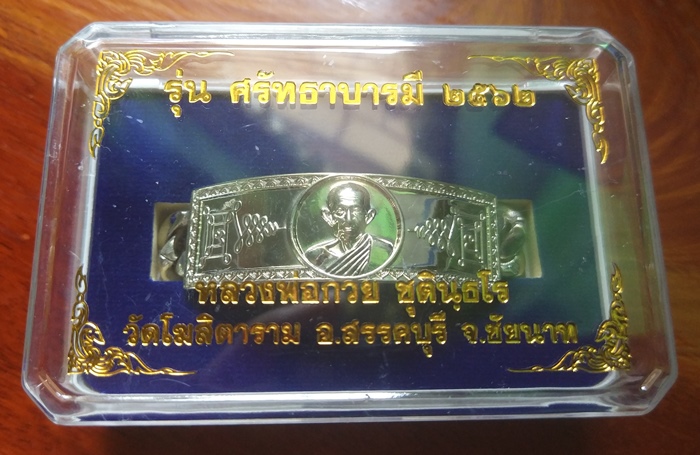 รุ่น ศรัทธาบารมี ๒๕๖๒
หลวงพ่อกวย ชุตินฺธโร
วัดโฆสิตาราม อ.สรรคบุรี จ.ชัยนาท